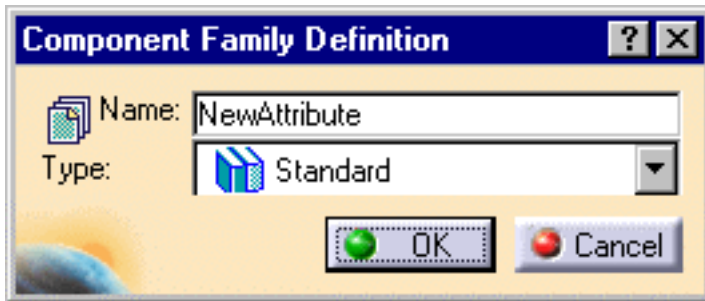 Component Family Definition
Name: NewAttribute
Type: Standard
OK Cancel